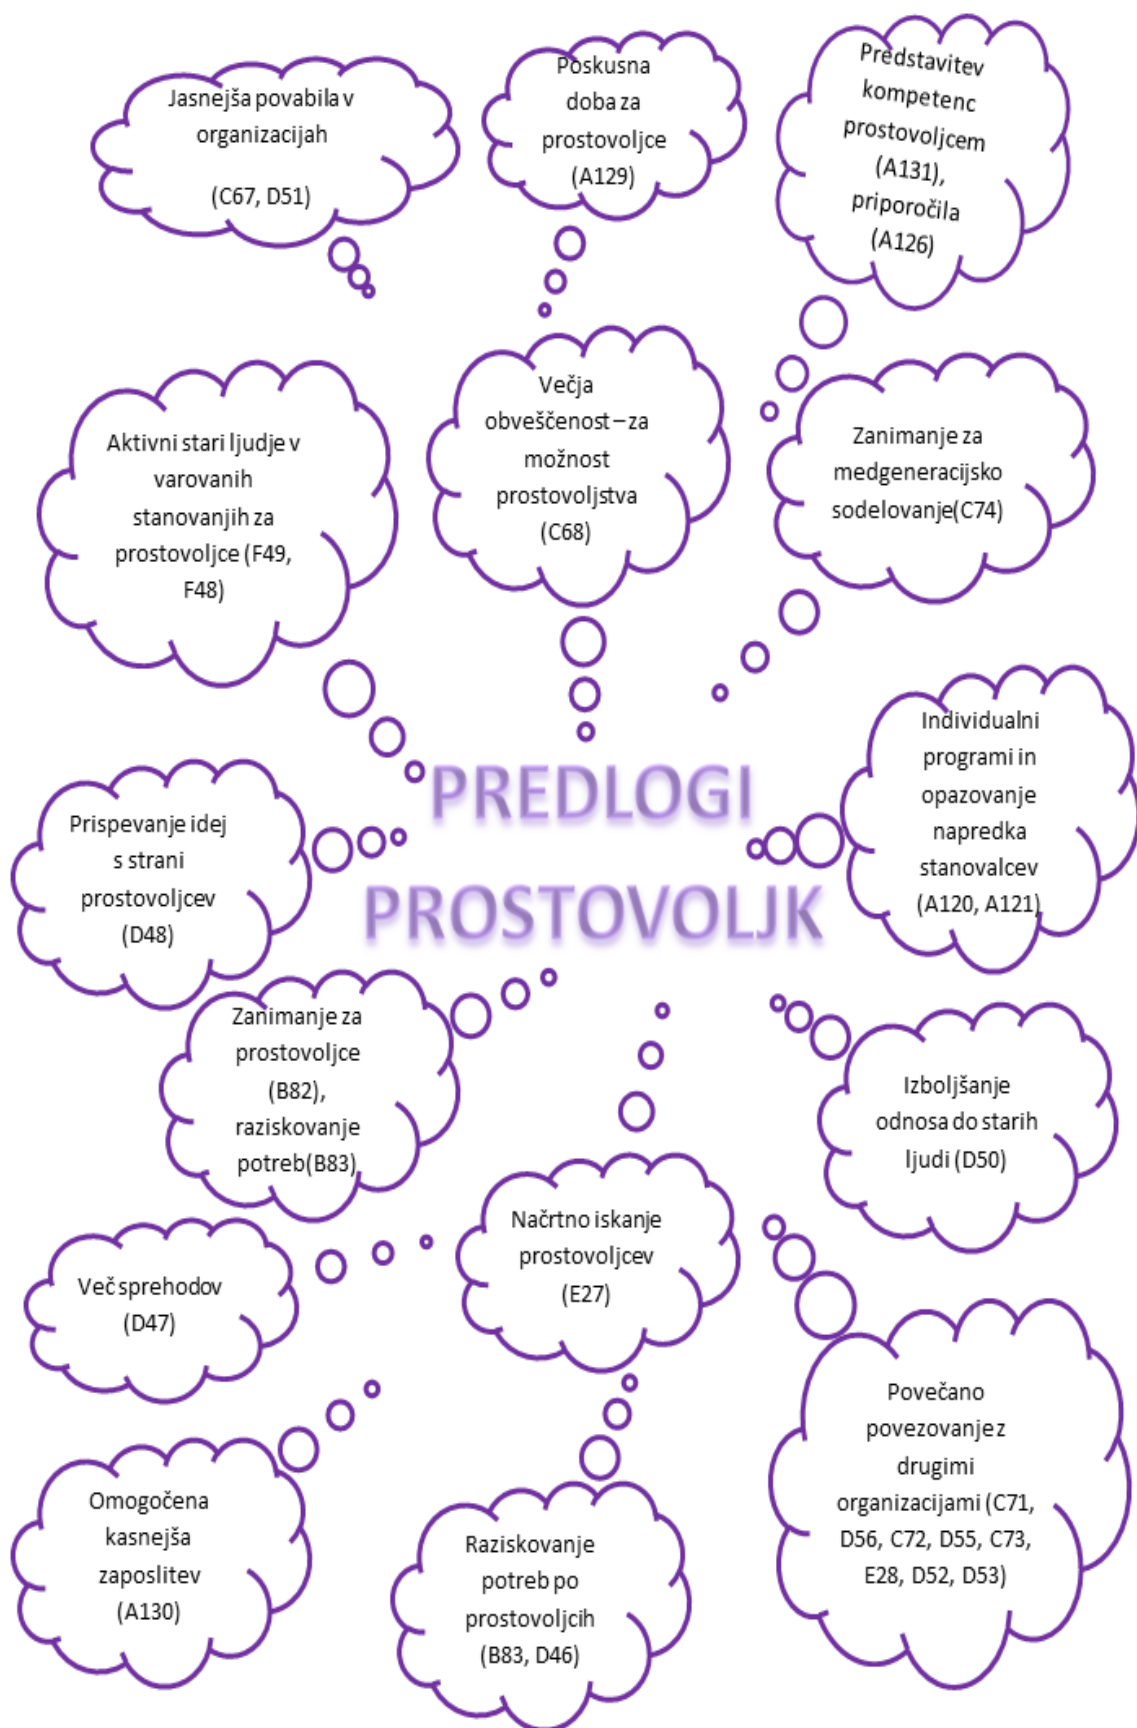 Jasnejša povabila v
organizacijah
(C67, D51)
Poskusna
doba za
prostovoljce
(A129)
Predstavitev
kompetenc
prostovoljcem
(A131),
priporočila
(A126)
Aktivni stari ljudje v
varovanih
stanovanjih za
prostovoljce (F49,
F48)
Večja
obveščenost – za
možnost
prostovoljstva
(C68)
Zanimanje za
medgeneracijsko
sodelovanje(C74)
PREDLOGI
PROSTOVOLJK
Prispevanje idej
s strani
prostovoljcev
(D48)
Individualni
programi in
opazovanje
napredka
stanovalcev
(A120, A121)
Zanimanje za
prostovoljce
(B82),
raziskovanje
potreb(B83)
Izboljšanje
odnosa do starih
ljudi (D50)
Načrtno iskanje
prostovoljcev
(E27)
Več sprehodov
(D47)
Povečano
povezovanje z
drugimi
organizacijami (C71,
D56, C72, D55, C73,
E28, D52, D53)
Omogočena
kasnejša
zaposlitev
(A130)
Raziskovanje
potreb po
prostovoljcih
(B83, D46)